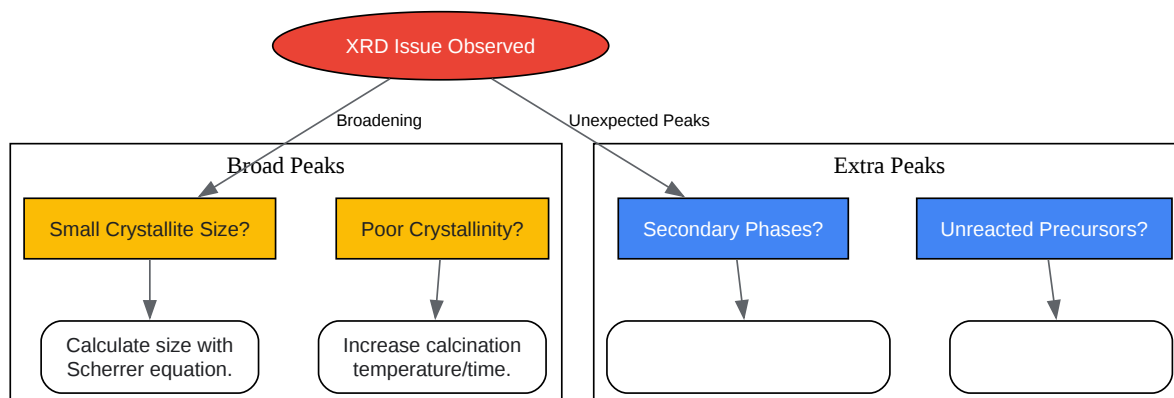 XRD Issue Observed
Broadening
Unexpected Peaks
Broad Peaks
Extra Peaks
Small Crystallite Size?
Poor Crystallinity?
Secondary Phases?
Unreacted Precursors?
Calculate size with
Scherrer equation.
Increase calcination
temperature/time.